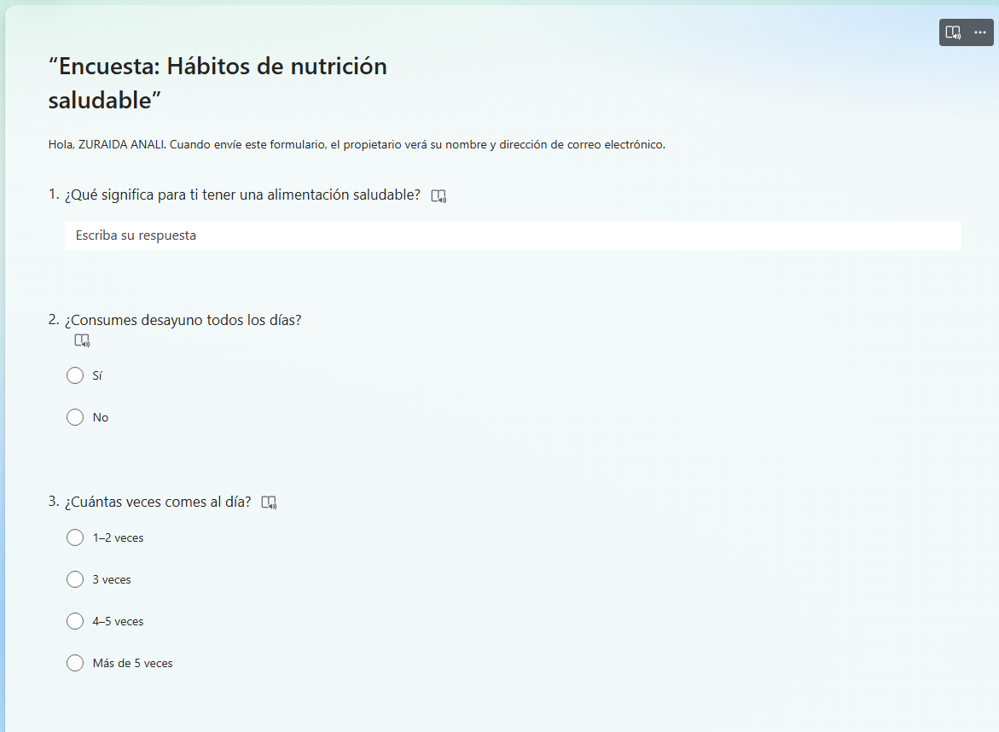 “Encuesta: Hábitos de nutrición
saludable”
Hola, ZURAIDA ANALI. Cuando envíe este formulario, el propietario verá su nombre y dirección de correo electrónico.
1. ¿Qué significa para ti tener una alimentación saludable?
Escriba su respuesta
2. ¿Consumes desayuno todos los días?
Sí
No
3. ¿Cuántas veces comes al día?
1–2 veces
3 veces
4–5 veces
Más de 5 veces